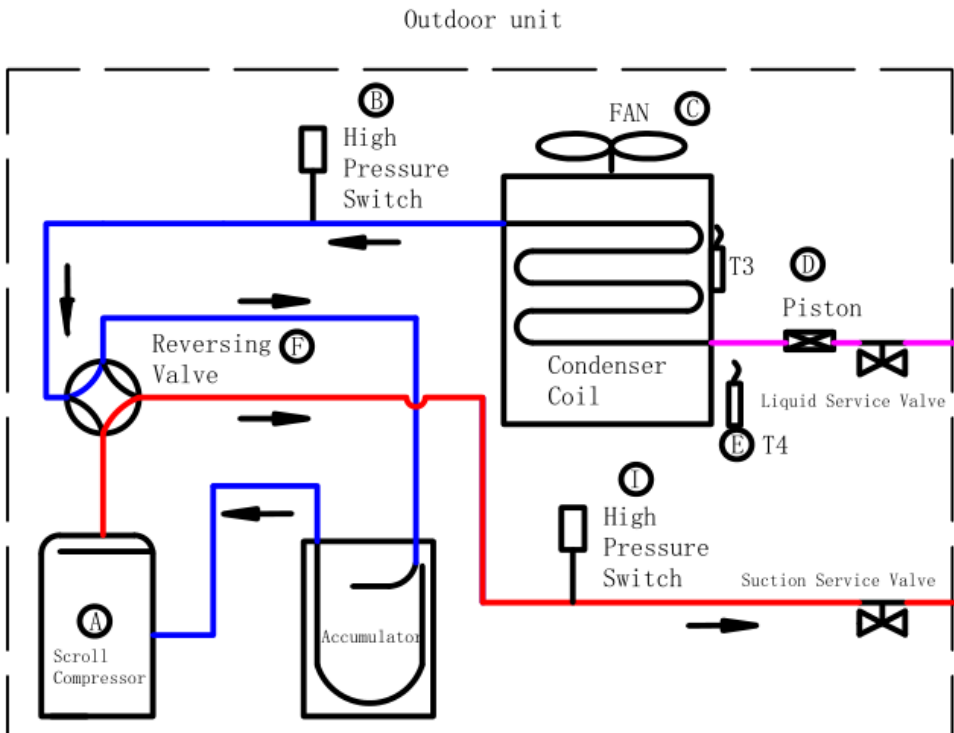 Outdoor unit
B
High
Pressure
Switch
FAN
C
T3
D
Piston
Reversing
Valve
F
Condenser
Coil
Liquid Service Valve
E
T4
I
High
Pressure
Switch
Suction Service Valve
A
Scroll
Compressor
Accumulator